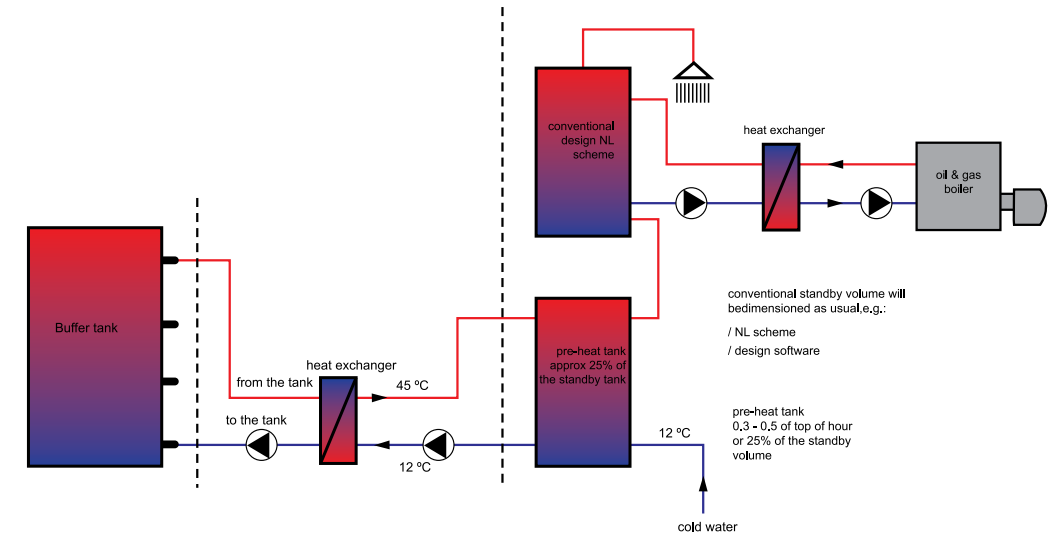 conventional
design NL
scheme
heat exchanger
oil & gas
boiler
Buffer tank
from the tank
to the tank
heat exchanger
45 ºC
12 ºC
pre-heat tank
approx 25% of
the standby tank
12 ºC
cold water
conventional standby volume will
bedimensioned as usual,e.g.:
/ NL scheme
/ design software
pre-heat tank
0.3 - 0.5 of top of hour
or 25% of the standby
volume